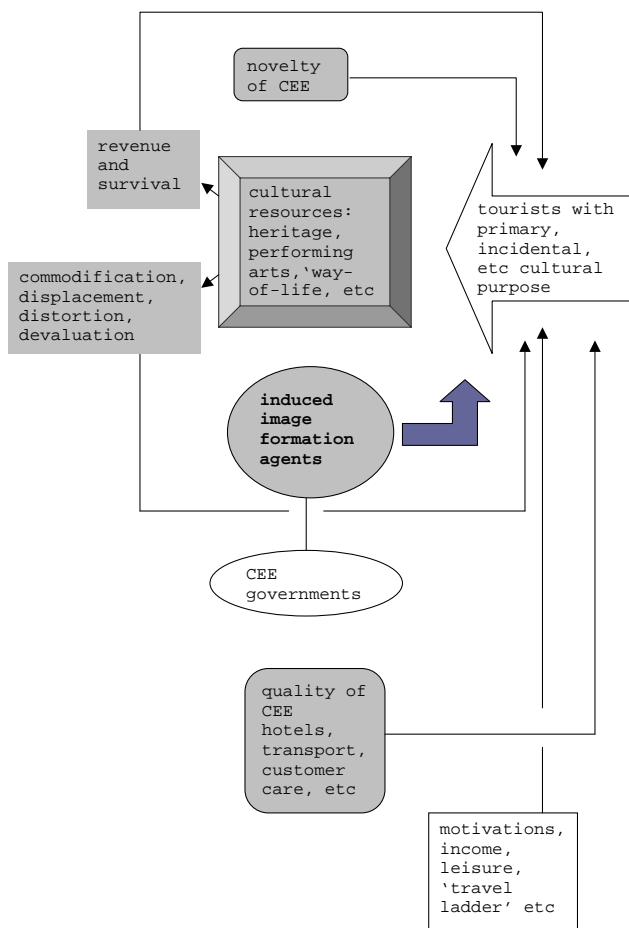 novelty
of CEE
revenue
and
survival
cultural
resources:
heritage,
performing
arts,‘way-
of-life, etc
tourists with
primary,
incidental,
etc cultural
purpose
commodification,
displacement,
distortion,
devaluation
induced
image
formation
agents
CEE
governments
quality of
CEE
hotels,
transport,
customer
care, etc
motivations,
income,
leisure,
‘travel
ladder’ etc